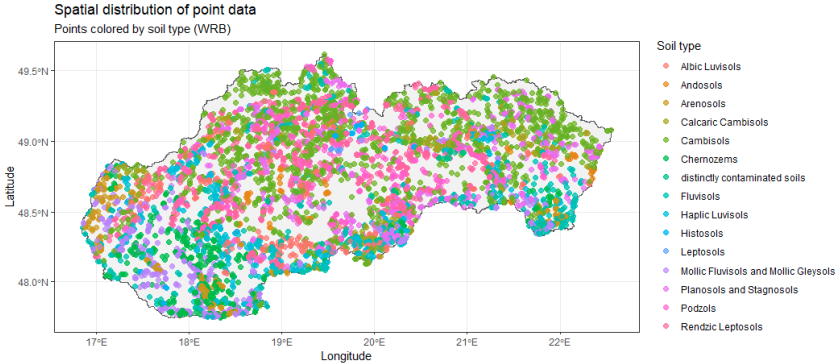 Spatial distribution of point data
Points colored by soil type (WRB)
49.5°N
49.0°N
48.5°N
48.0°N
Latitude
17°E
18°E
19°E
20°E
21°E
22°E
Longitude
Soil type
Albic Luvisols
Andosols
Arenosols
Calcaric Cambisols
Cambisols
Chernozems
distinctly contaminated soils
Fluvisols
Haplic Luvisols
Histosols
Leptosols
Mollic Fluvisols and Mollic Gleysols
Planosols and Stagnosols
Podzols
Rendzic Leptosols